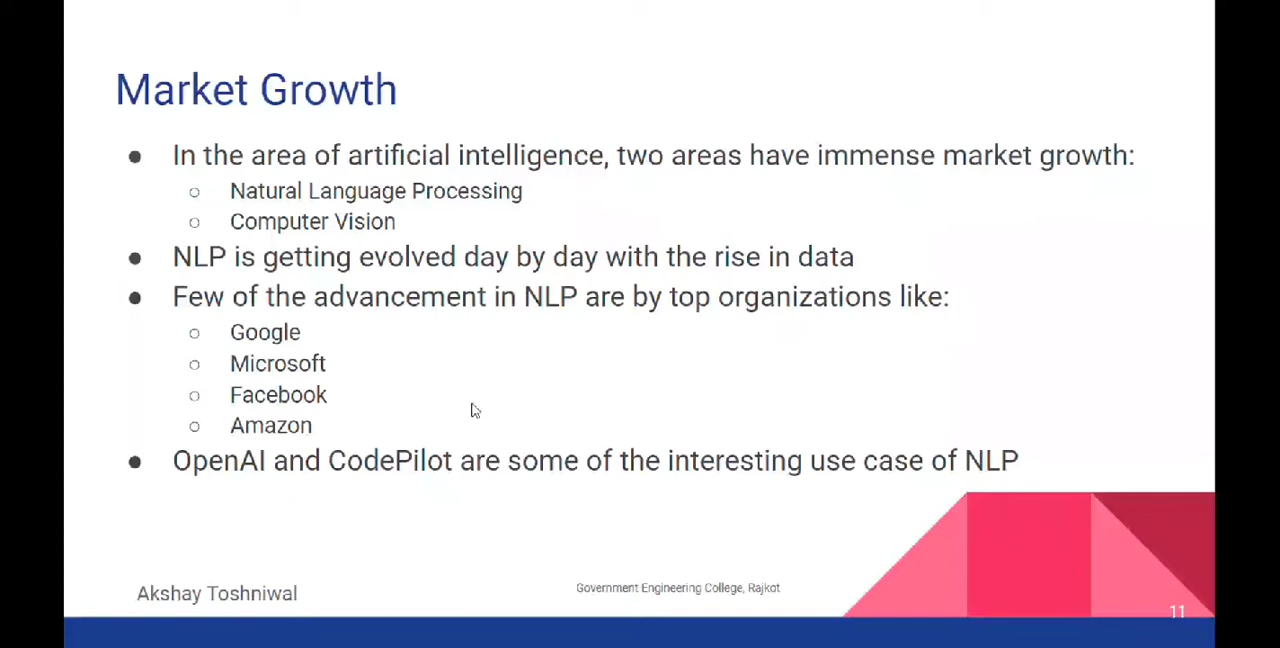 Market Growth
● In the area of artificial intelligence, two areas have immense market growth:
○ Natural Language Processing
○ Computer Vision
● NLP is getting evolved day by day with the rise in data
● Few of the advancement in NLP are by top organizations like:
○ Google
○ Microsoft
○ Facebook
○ Amazon
● OpenAI and CodePilot are some of the interesting use case of NLP
Akshay Toshniwal
Government Engineering College, Rajkot
11